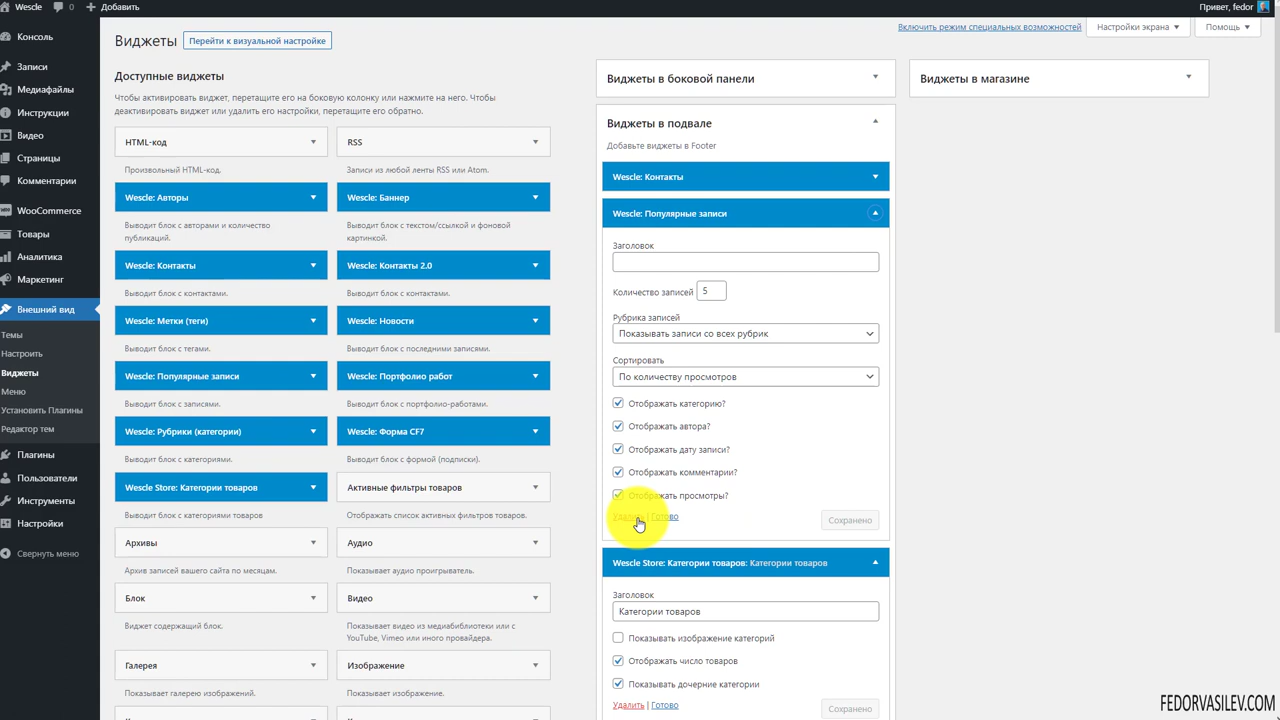 Wescle 0 Добавить
Привет, fedor
Консоль
Записи
Медиафайлы
Инструкции
Видео
Страницы
Комментарии
WooCommerce
Товары
Аналитика
Маркетинг
Внешний вид
Темы
Настроить
Виджеты
Меню
Установить Плагины
Редактор тем
Плагины
Пользователи
Инструменты
Настройки
Свернуть меню
Виджеты
Перейти к визуальной настройке
Включить режим специальных возможностей
Настройки экрана
Помощь
Доступные виджеты
Чтобы активировать виджет, перетащите его на боковую колонку или нажмите на него. Чтобы
деактивировать виджет или удалить его настройки, перетащите его обратно.
HTML-код
RSS
Произвольный HTML-код.
Записи из любой ленты RSS или Atom.
Wescle: Авторы
Wescle: Баннер
Выводит блок с авторами и количество
публикаций.
Выводит блок с текстом/ссылкой и фоновой
картинкой.
Wescle: Контакты
Wescle: Контакты 2.0
Выводит блок с контактами.
Выводит блок с контактами.
Wescle: Метки (теги)
Wescle: Новости
Выводит блок с тегами.
Выводит блок с последними записями.
Wescle: Популярные записи
Wescle: Портфолио работ
Выводит блок с записями.
Выводит блок с портфолио-работами.
Wescle: Рубрики (категории)
Wescle: Форма CF7
Выводит блок с категориями.
Выводит блок с формой (подписки).
Wescle Store: Категории товаров
Активные фильтры товаров
Выводит блок с категориями товаров
Отображать список активных фильтров товаров.
Архивы
Аудио
Архив записей вашего сайта по месяцам.
Показывает аудио проигрыватель.
Блок
Видео
Виджет содержащий блок.
Показывает видео из медиабиблиотеки или с
YouTube, Vimeo или иного провайдера.
Галерея
Изображение
Показывает галерею изображений.
Показывает изображение.
Виджеты в боковой панели
Виджеты в магазине
Виджеты в подвале
Добавьте виджеты в Footer
Wescle: Контакты
Wescle: Популярные записи
Заголовок
Количество записей 5
Рубрика записей
Показывать записи со всех рубрик
Сортировать
По количеству просмотров
Отображать категорию?
Отображать автора?
Отображать дату записи?
Отображать комментарии?
Отображать просмотры?
Удалить | Готово
Сохранено
Wescle Store: Категории товаров: Категории товаров
Заголовок
Категории товаров
Показывать изображение категорий
Отображать число товаров
Показывать дочерние категории
Удалить | Готово
Сохранено
FEDORVASILEV.COM